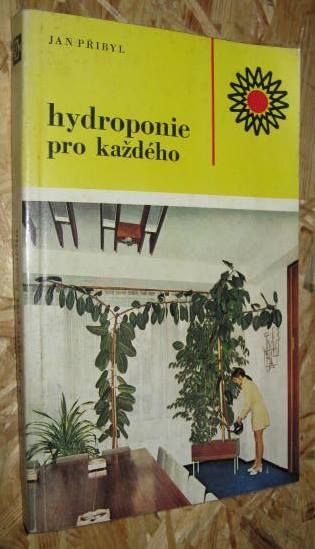 JAN PŘIBYL
hydroponie
pro každého